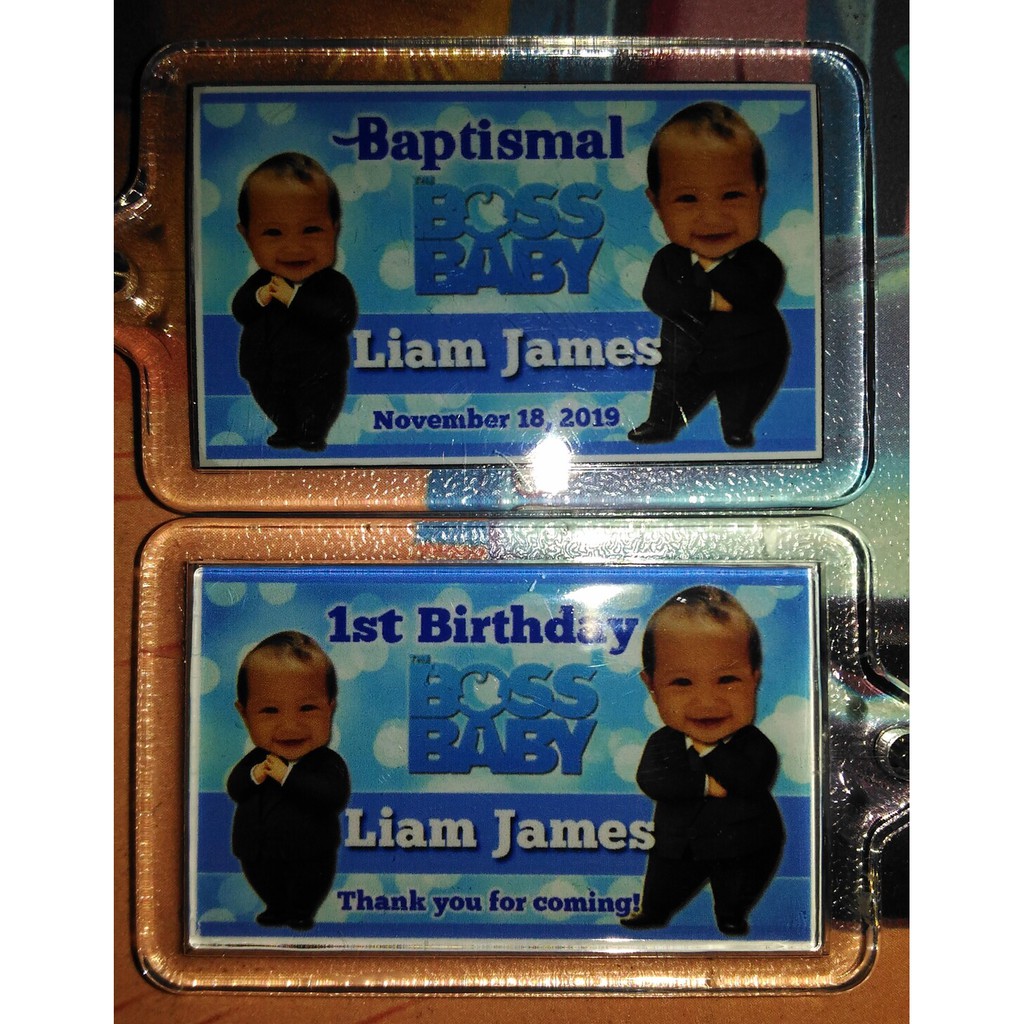 Baptismal
THE
BOSS
BABY
Liam James
November 18, 2019
1st Birthday
THE
BOSS
BABY
Liam James
Thank you for coming!